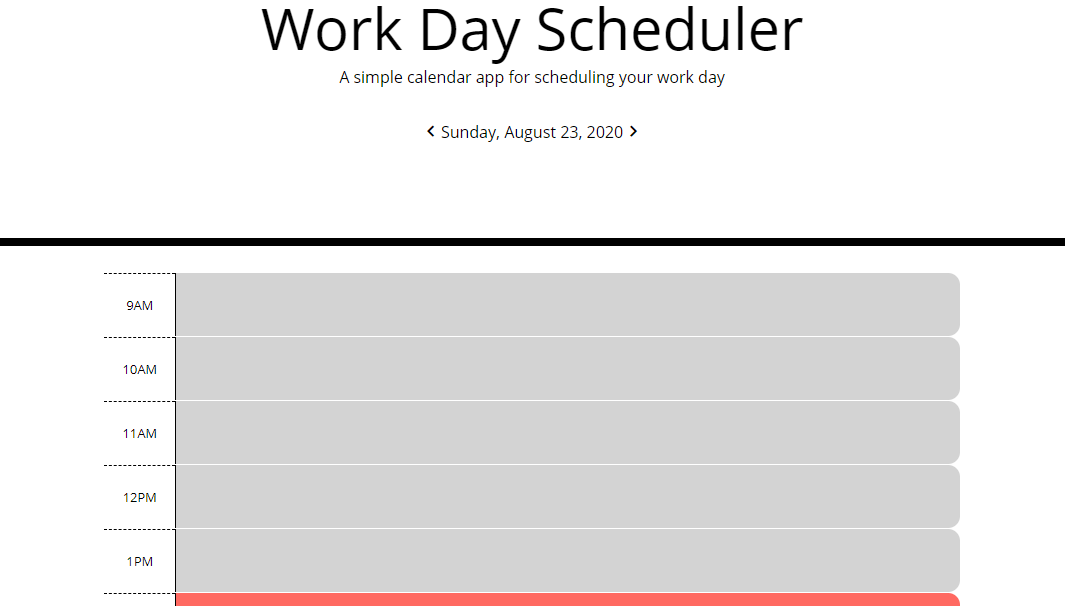 Work Day Scheduler
A simple calendar app for scheduling your work day
Sunday, August 23, 2020
9AM
10AM
11AM
12PM
1PM